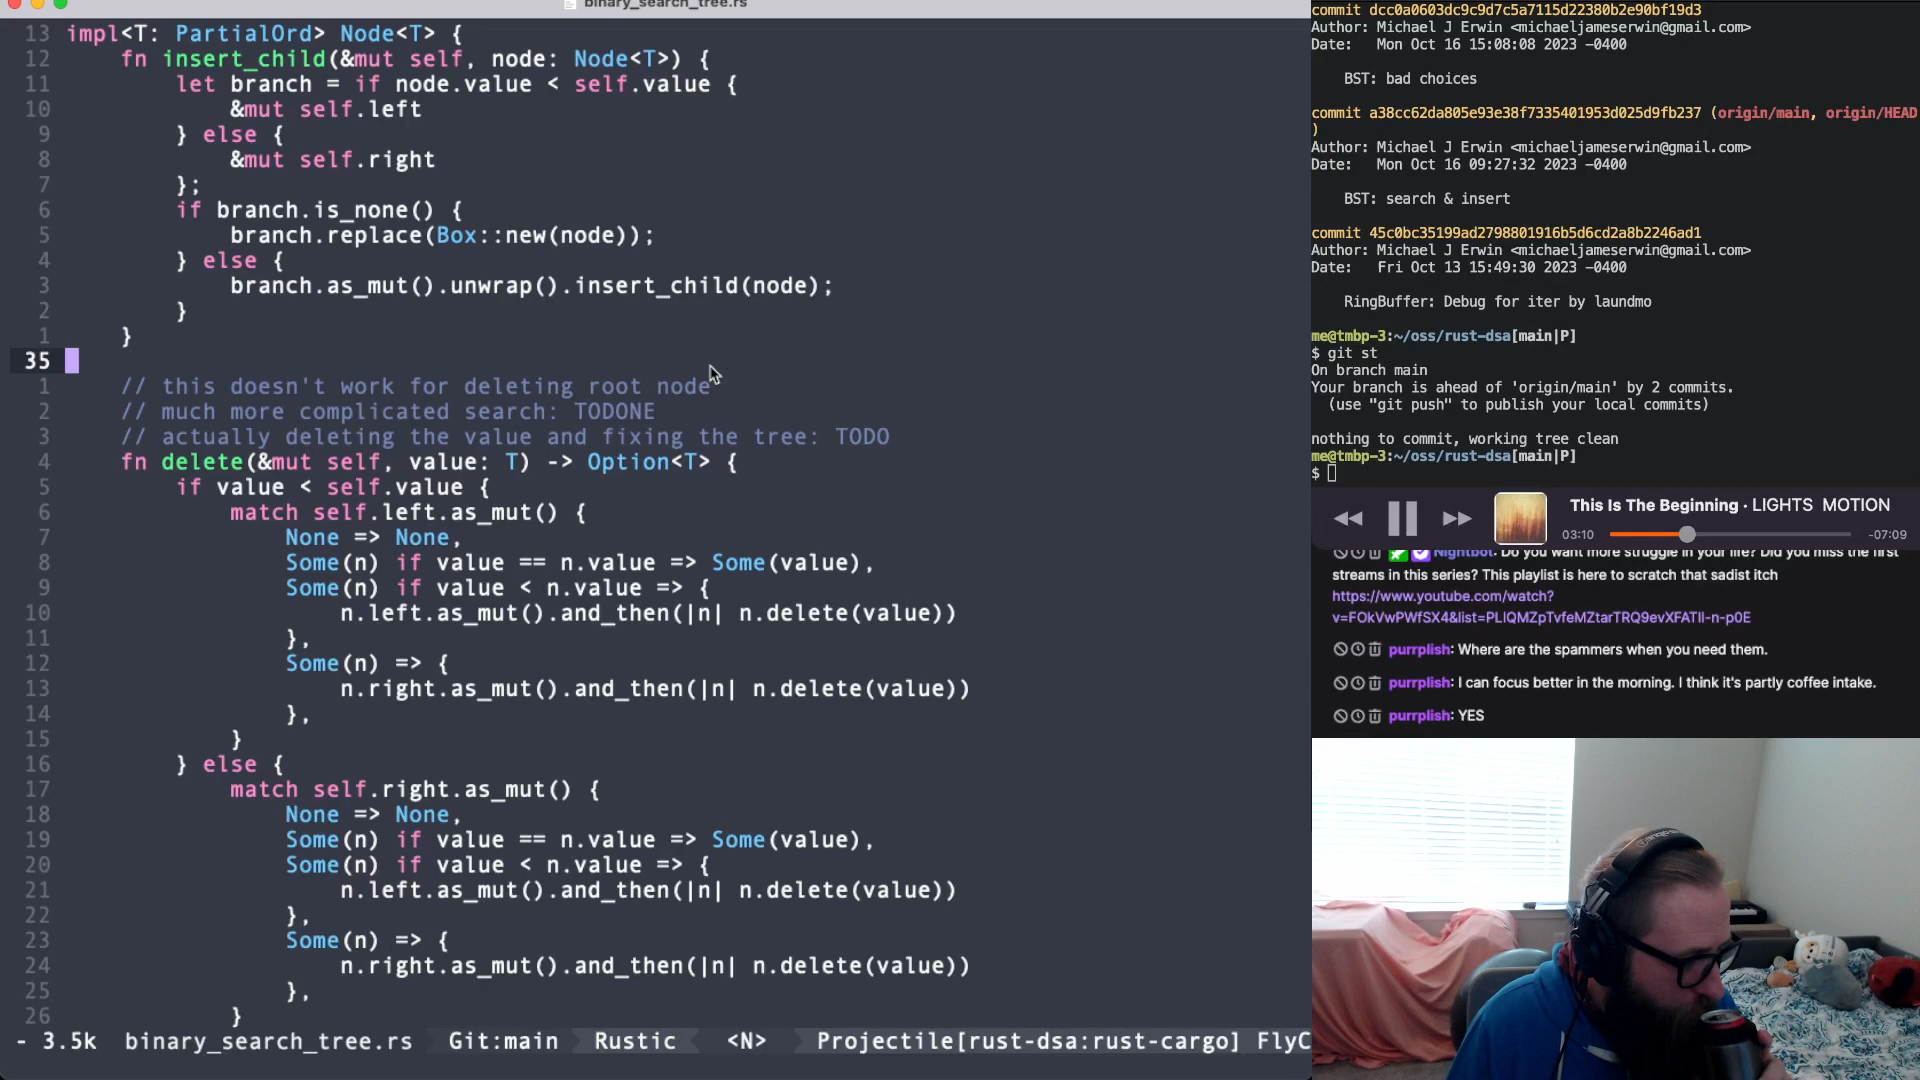 binary_search_tree.rs
13 impl<T: PartialOrd> Node<T> {
12 fn insert_child(&mut self, node: Node<T>) {
11 let branch = if node.value < self.value {
10 &mut self.left
9 } else {
8 &mut self.right
7 };
6 if branch.is_none() {
5 branch.replace(Box::new(node));
4 } else {
3 branch.as_mut().unwrap().insert_child(node);
2 }
1 }
35
1 // this doesn't work for deleting root node
2 // much more complicated search: TODONE
3 // actually deleting the value and fixing the tree: TODO
4 fn delete(&mut self, value: T) -> Option<T> {
5 if value < self.value {
6 match self.left.as_mut() {
7 None => None,
8 Some(n) if value == n.value => Some(value),
9 Some(n) if value < n.value => {
10 n.left.as_mut().and_then(|n| n.delete(value))
11 },
12 Some(n) => {
13 n.right.as_mut().and_then(|n| n.delete(value))
14 },
15 }
16 } else {
17 match self.right.as_mut() {
18 None => None,
19 Some(n) if value == n.value => Some(value),
20 Some(n) if value < n.value => {
21 n.left.as_mut().and_then(|n| n.delete(value))
22 },
23 Some(n) => {
24 n.right.as_mut().and_then(|n| n.delete(value))
25 },
26 }
- 3.5k binary_search_tree.rs Git:main Rustic <N> Projectile[rust-dsa:rust-cargo] FlyC
commit dcc0a0603dc9c9d7c5a7115d22380b2e90bf19d3
Author: Michael J Erwin <michaeljameserwin@gmail.com>
Date: Mon Oct 16 15:08:08 2023 -0400
BST: bad choices
commit a38cc62da805e93e38f7335401953d025d9fb237 (origin/main, origin/HEAD
)
Author: Michael J Erwin <michaeljameserwin@gmail.com>
Date: Mon Oct 16 09:27:32 2023 -0400
BST: search & insert
commit 45c0bc35199ad2798801916b5d6cd2a8b2246ad1
Author: Michael J Erwin <michaeljameserwin@gmail.com>
Date: Fri Oct 13 15:49:30 2023 -0400
RingBuffer: Debug for iter by laundmo
me@tmbp-3:~/oss/rust-dsa[main|P]
$ git st
On branch main
Your branch is ahead of 'origin/main' by 2 commits.
(use "git push" to publish your local commits)
nothing to commit, working tree clean
me@tmbp-3:~/oss/rust-dsa[main|P]
$
This Is The Beginning · LIGHTS MOTION
03:10 -07:09
Nightbot: Do you want more struggle in your life? Did you miss the first
streams in this series? This playlist is here to scratch that sadist itch
https://www.youtube.com/watch?
v=FOkVwPWfSX4&list=PLIQMZpTvfeMZtarTRQ9evXFATIl-n-p0E
purrplish: Where are the spammers when you need them.
purrplish: I can focus better in the morning. I think it's partly coffee intake.
purrplish: YES